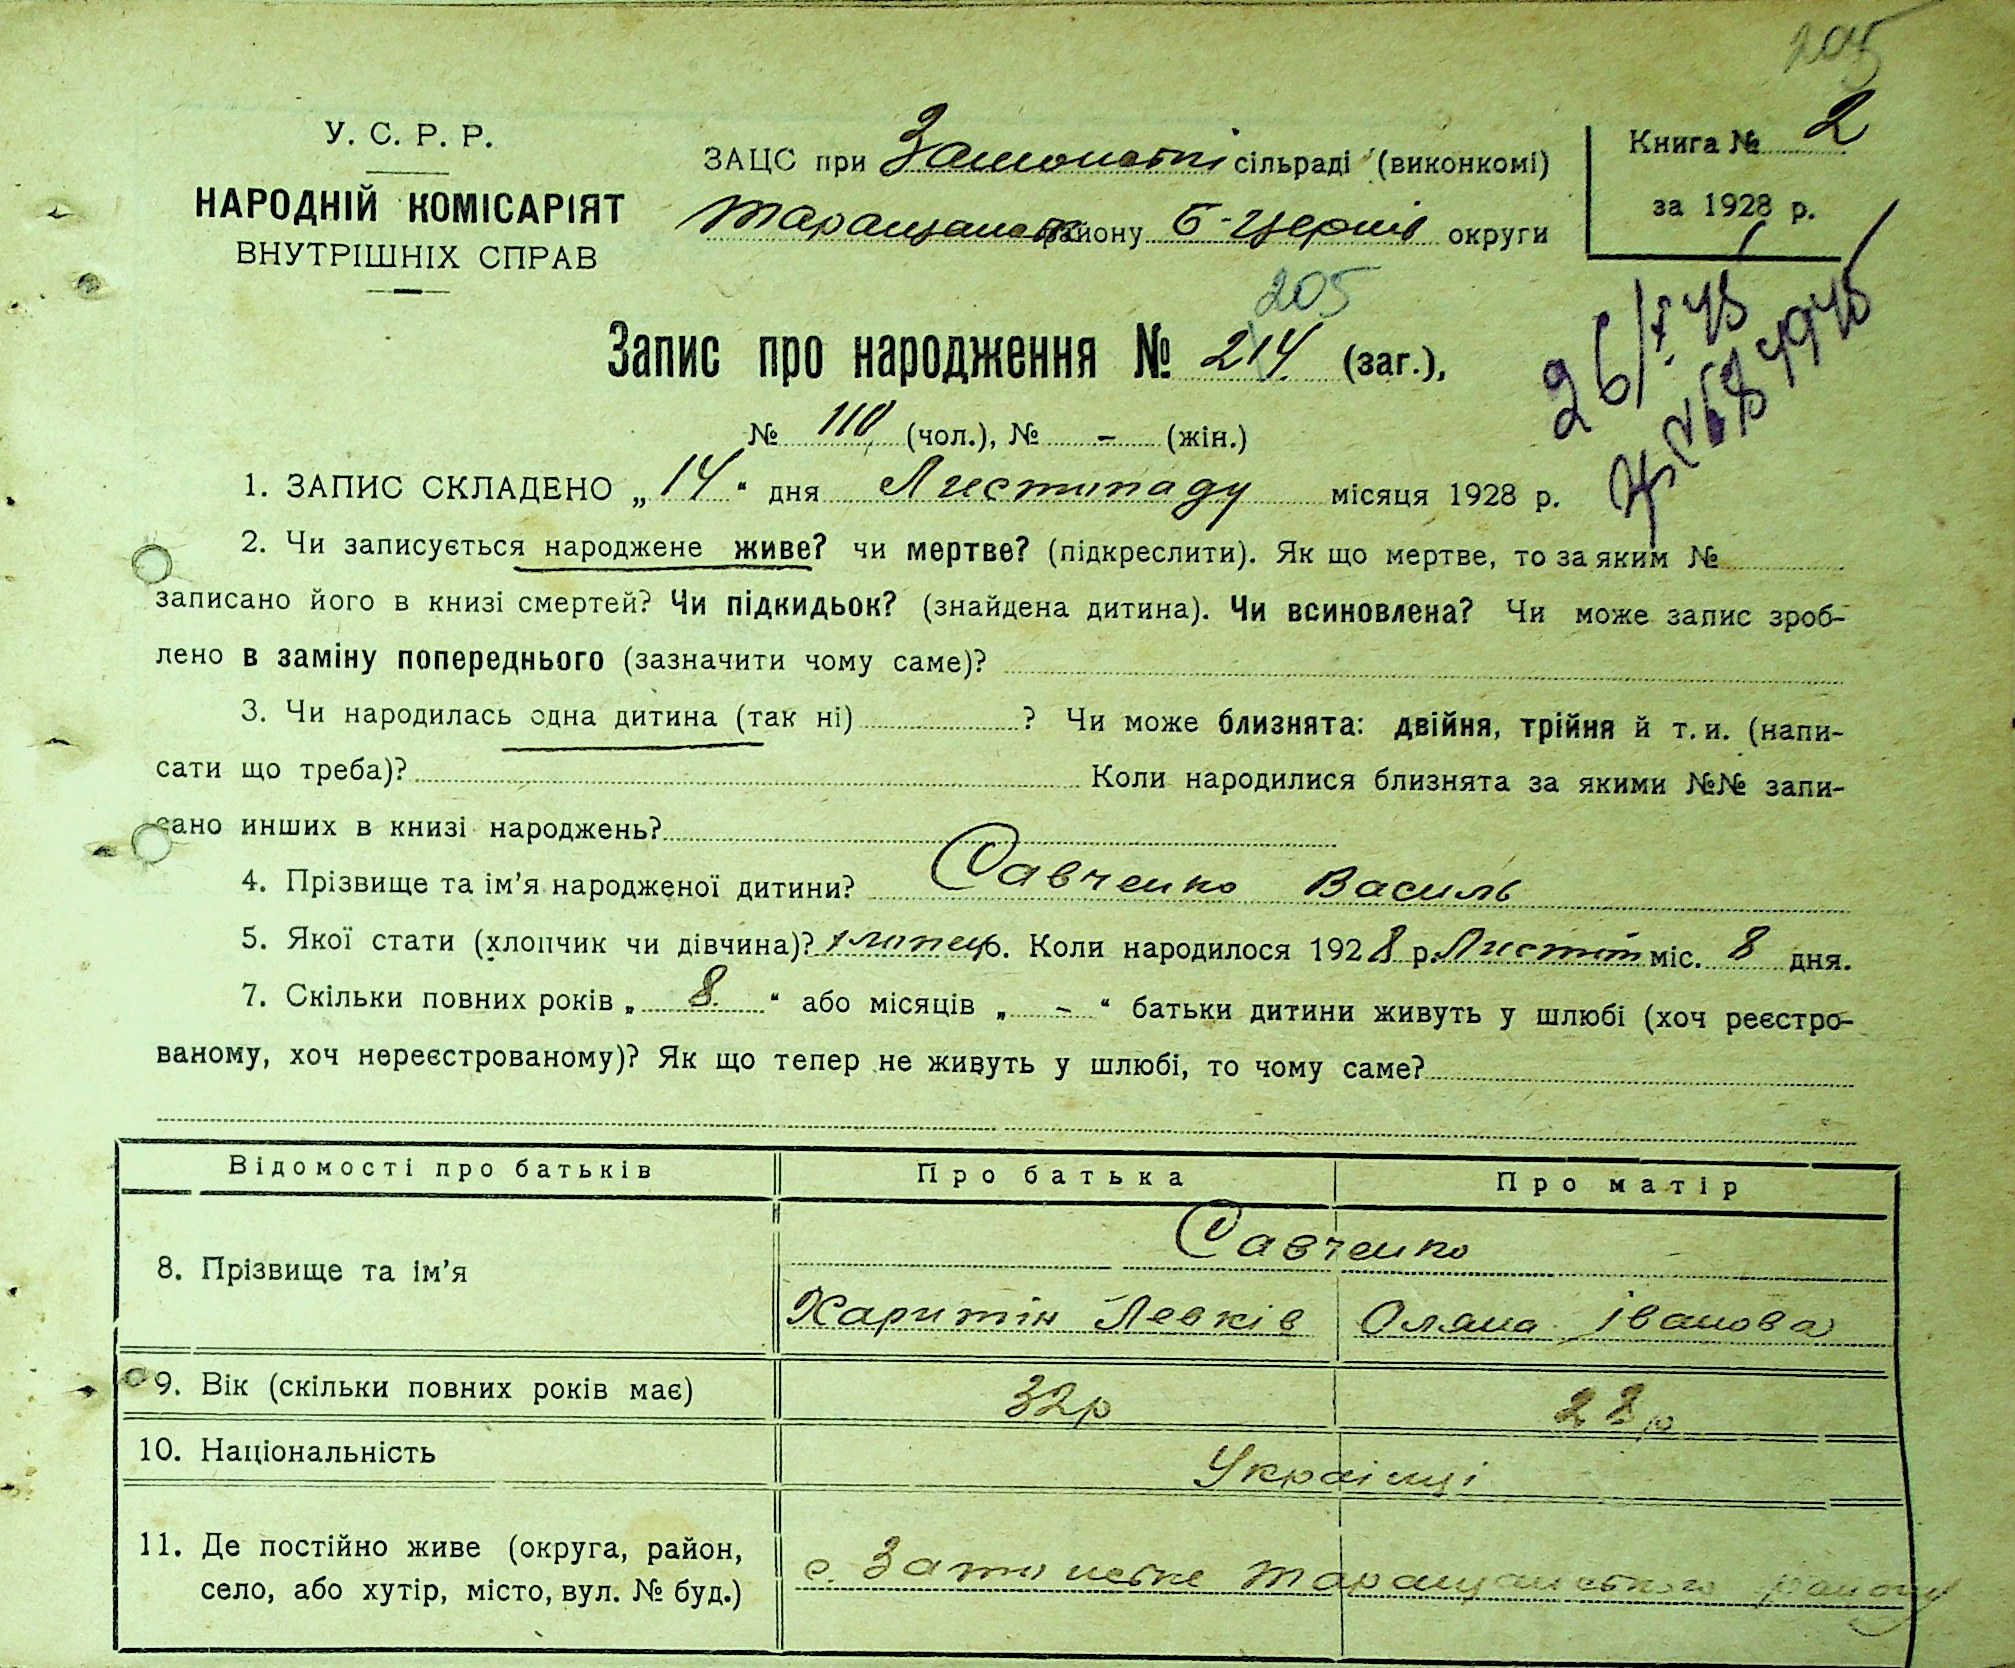 205
У. С. Р. Р.
НАРОДНІЙ КОМІСАРІЯТ
ВНУТРІШНІХ СПРАВ
ЗАЦС при сільраді (виконкомі)
Таращанськ району Б-Церків округи
Книга № 2
за 1928 р.
205
Запис про народження № 214 (заг.),
26/X 45
№ 110 (чол.), № - (жін.)
1. ЗАПИС СКЛАДЕНО „14“ дня Листипаду місяця 1928 р.
2. Чи записується народжене живе? чи мертве? (підкреслити). Як що мертве, то за яким №
записано його в книзі смертей? Чи підкидьок? (знайдена дитина). Чи всиновлена? Чи може запис зроб-
лено в заміну попереднього (зазначити чому саме)?
3. Чи народилась одна дитина (так ні) ? Чи може близнята: двійня, трійня й т. и. (напи-
сати що треба)? Коли народилися близнята за якими №№ запи-
сано инших в книзі народжень?
4. Прізвище та ім’я народженої дитини? Савченко Василь
5. Якої стати (хлопчик чи дівчина)? хлопець. Коли народилося 1928 р. Листоп міс. 8 дня.
7. Скільки повних років „ 8. “ або місяців „ - “ батьки дитини живуть у шлюбі (хоч реєстро-
ваному, хоч нереєстрованому)? Як що тепер не живуть у шлюбі, то чому саме?
Відомості про батьків Про батька Про матір
Савченко
8. Прізвище та ім’я
Харитін Левків Оляна Іванова
9. Вік (скільки повних років має) 32р 28р
10. Національність Українці
11. Де постійно живе (округа, район,
село, або хутір, місто, вул. № буд.)
с. Таращанського району